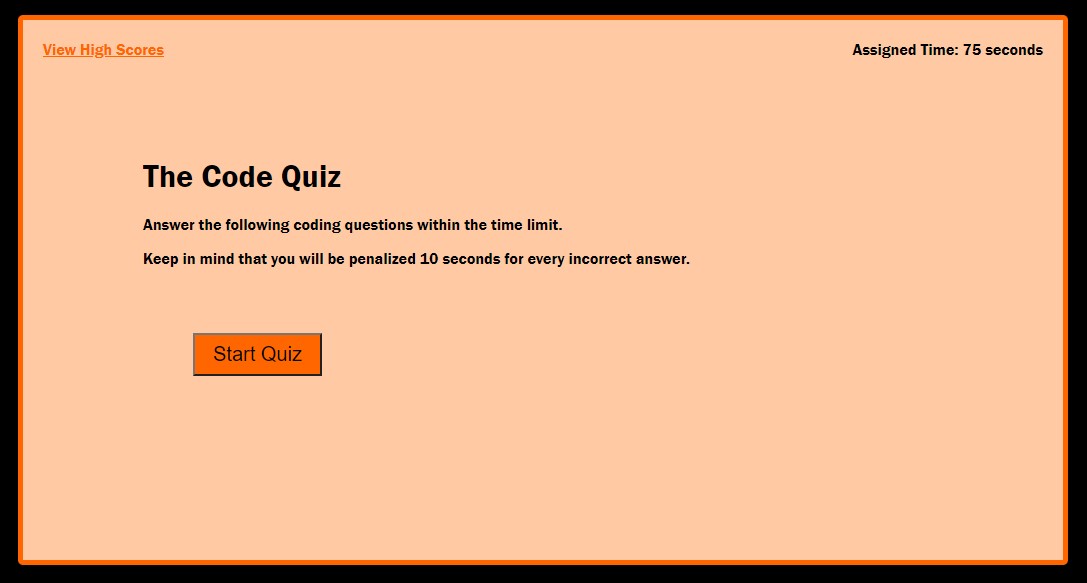 View High Scores
Assigned Time: 75 seconds
The Code Quiz
Answer the following coding questions within the time limit.
Keep in mind that you will be penalized 10 seconds for every incorrect answer.
Start Quiz